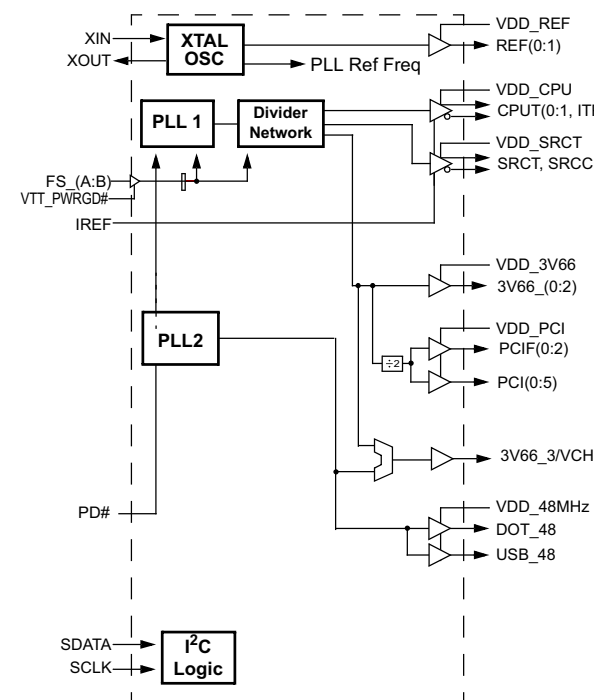 XIN
XOUT
XTAL
OSC
PLL Ref Freq
VDD_REF
REF(0:1)
PLL 1
Divider
Network
VDD_CPU
CPUT(0:1,
VDD_SRCT
SRCT, SRCC
FS_(A:B)
VTT_PWRGD#
IREF
VDD_3V66
3V66_(0:2)
PLL2
VDD_PCI
PCIF(0:2)
÷2
PCI(0:5)
3V66_3/VCH
PD#
VDD_48MHz
DOT_48
USB_48
SDATA
SCLK
I²C
Logic